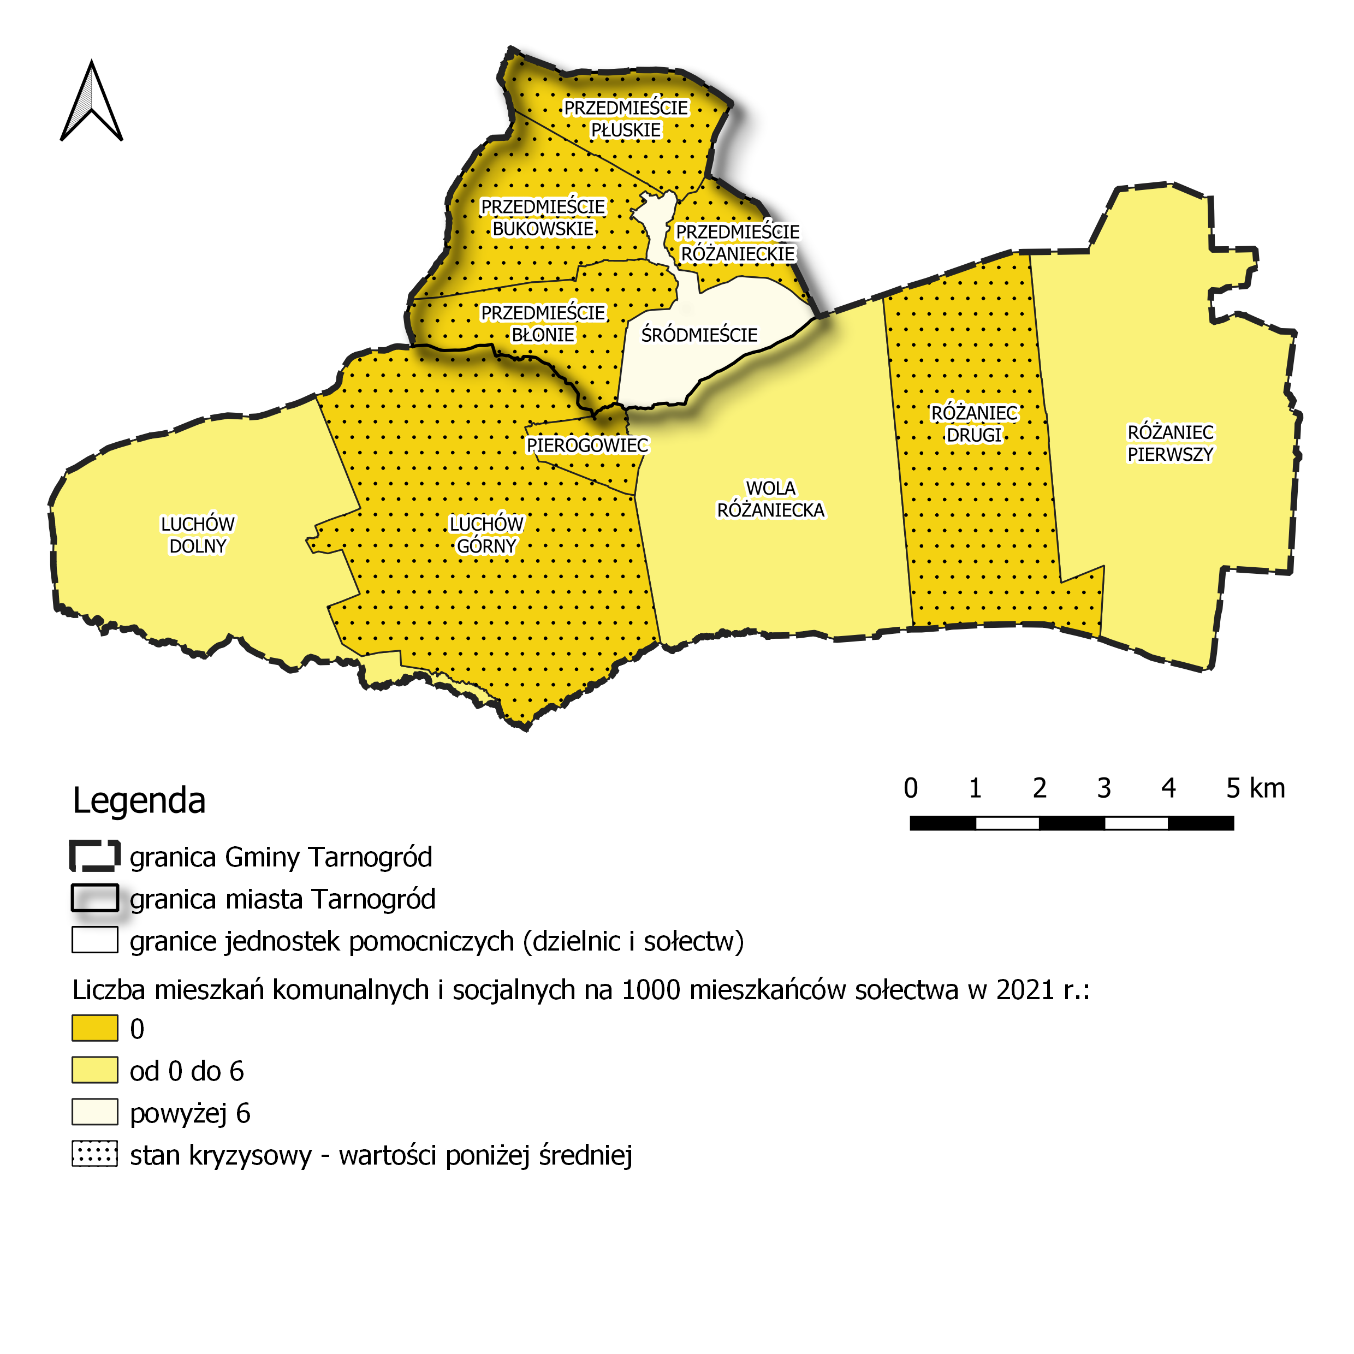 PRZEDMIEŚCIE
PŁUSKIE
PRZEDMIEŚCIE
BUKOWSKIE
PRZEDMIEŚCIE
RÓŻANIECKIE
PRZEDMIEŚCIE
BŁONIE
ŚRÓDMIEŚCIE
RÓŻANIEC
DRUGI
RÓŻANIEC
PIERWSZY
PIEROGOWIEC
WOLA
RÓŻANIECKA
LUCHÓW
DOLNY
LUCHÓW
GÓRNY
0 1 2 3 4 5 km
Legenda
granica Gminy Tarnogród
granica miasta Tarnogród
granice jednostek pomocniczych (dzielnic i sołectw)
Liczba mieszkań komunalnych i socjalnych na 1000 mieszkańców sołectwa w 2021 r.:
0
od 0 do 6
powyżej 6
stan kryzysowy - wartości poniżej średniej